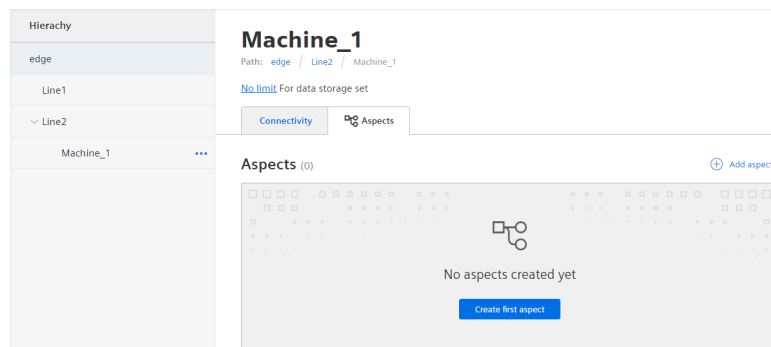 Hierachy
edge
Line1
Line2
Machine_1
Machine_1
Path: edge / Line2 / Machine_1
No limit For data storage set
Connectivity
Aspects
Aspects (0)
Add aspect
No aspects created yet
Create first aspect